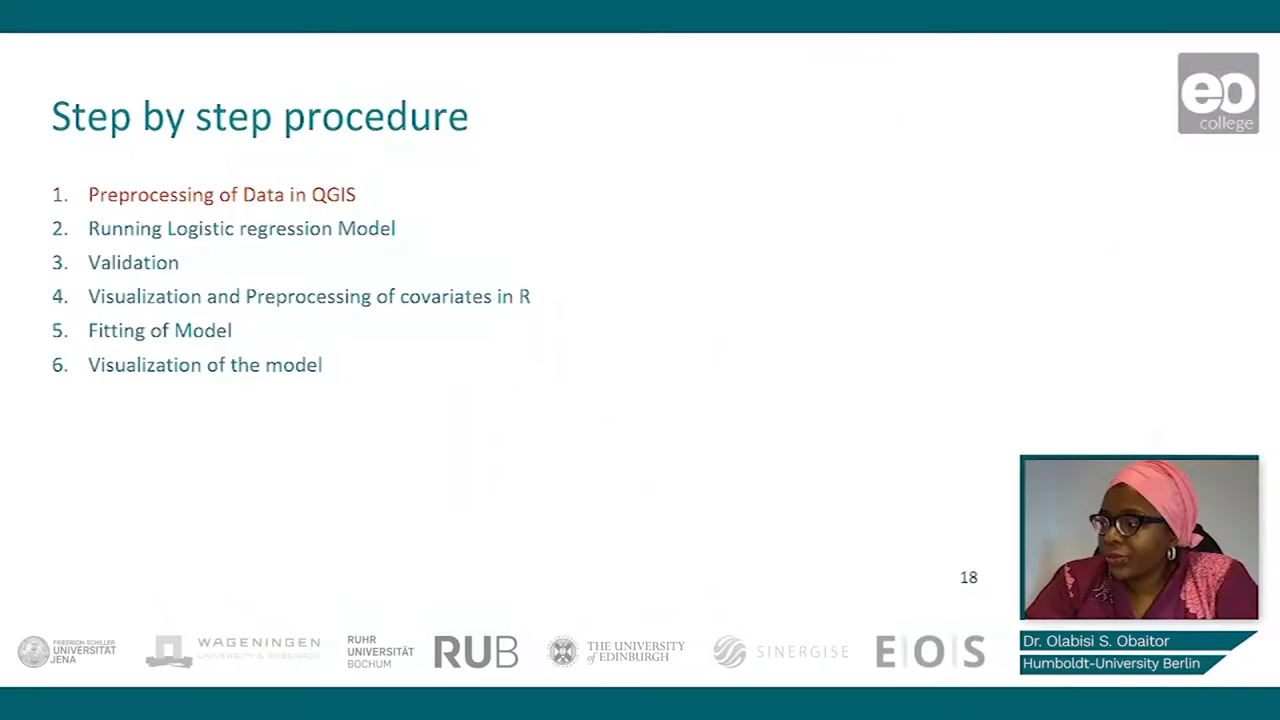 eo
college
Step by step procedure
1. Preprocessing of Data in QGIS
2. Running Logistic regression Model
3. Validation
4. Visualization and Preprocessing of covariates in R
5. Fitting of Model
6. Visualization of the model
18
Dr. Olabisi S. Obaitor
Humboldt-University Berlin
FRIEDRICH-SCHILLER
UNIVERSITÄT
JENA
WAGENINGEN
UNIVERSITY & RESEARCH
RUHR
UNIVERSITÄT
BOCHUM
RUB
THE UNIVERSITY
of EDINBURGH
SINERGISE
E|O|S